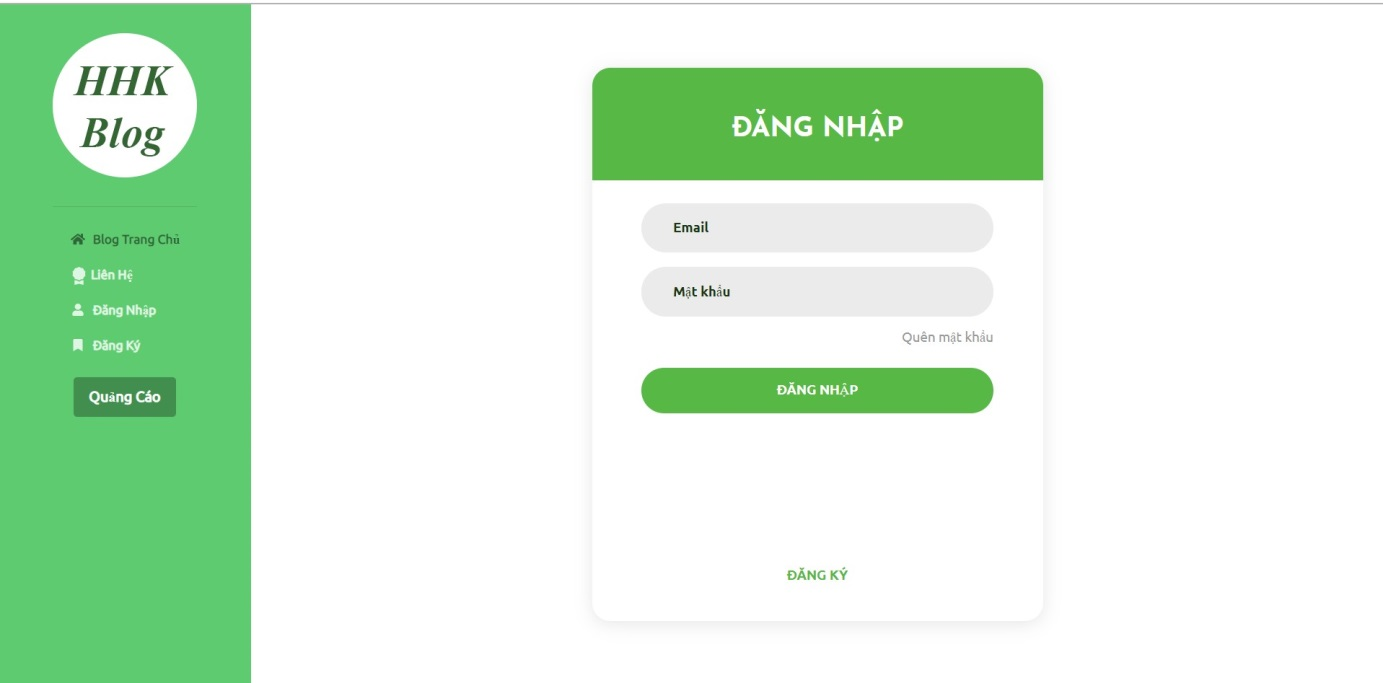 HHK
Blog
Blog Trang Chủ
Liên Hệ
Đăng Nhập
Đăng Ký
Quảng Cáo
ĐĂNG NHẬP
Email
Mật khẩu
Quên mật khẩu
ĐĂNG NHẬP
ĐĂNG KÝ